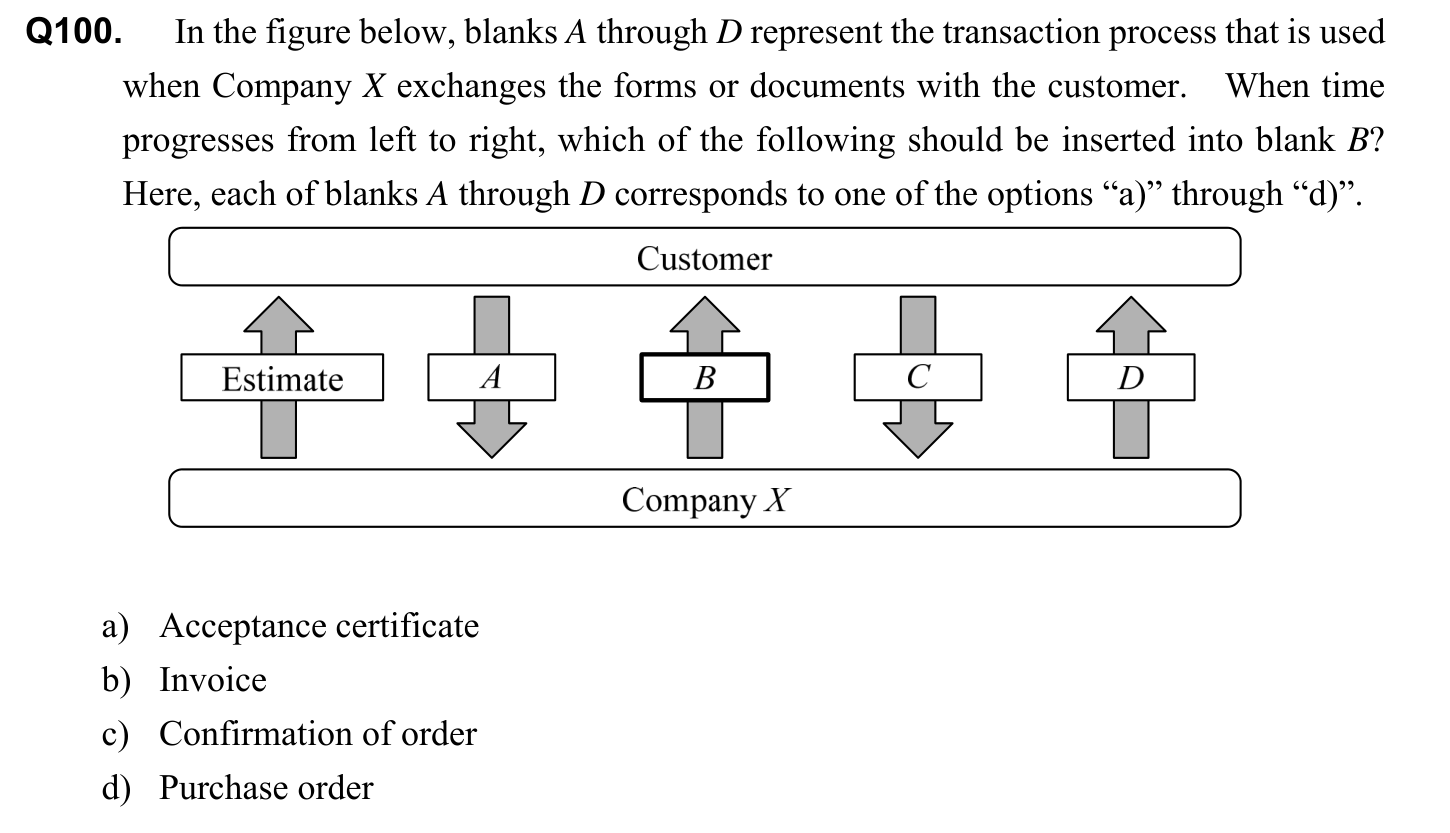 Q100. In the figure below, blanks A through D represent the transaction process that is used
when Company X exchanges the forms or documents with the customer. When time
progresses from left to right, which of the following should be inserted into blank B?
Here, each of blanks A through D corresponds to one of the options “a)” through “d)”.
Customer
Estimate A B C D
Company X
a) Acceptance certificate
b) Invoice
c) Confirmation of order
d) Purchase order